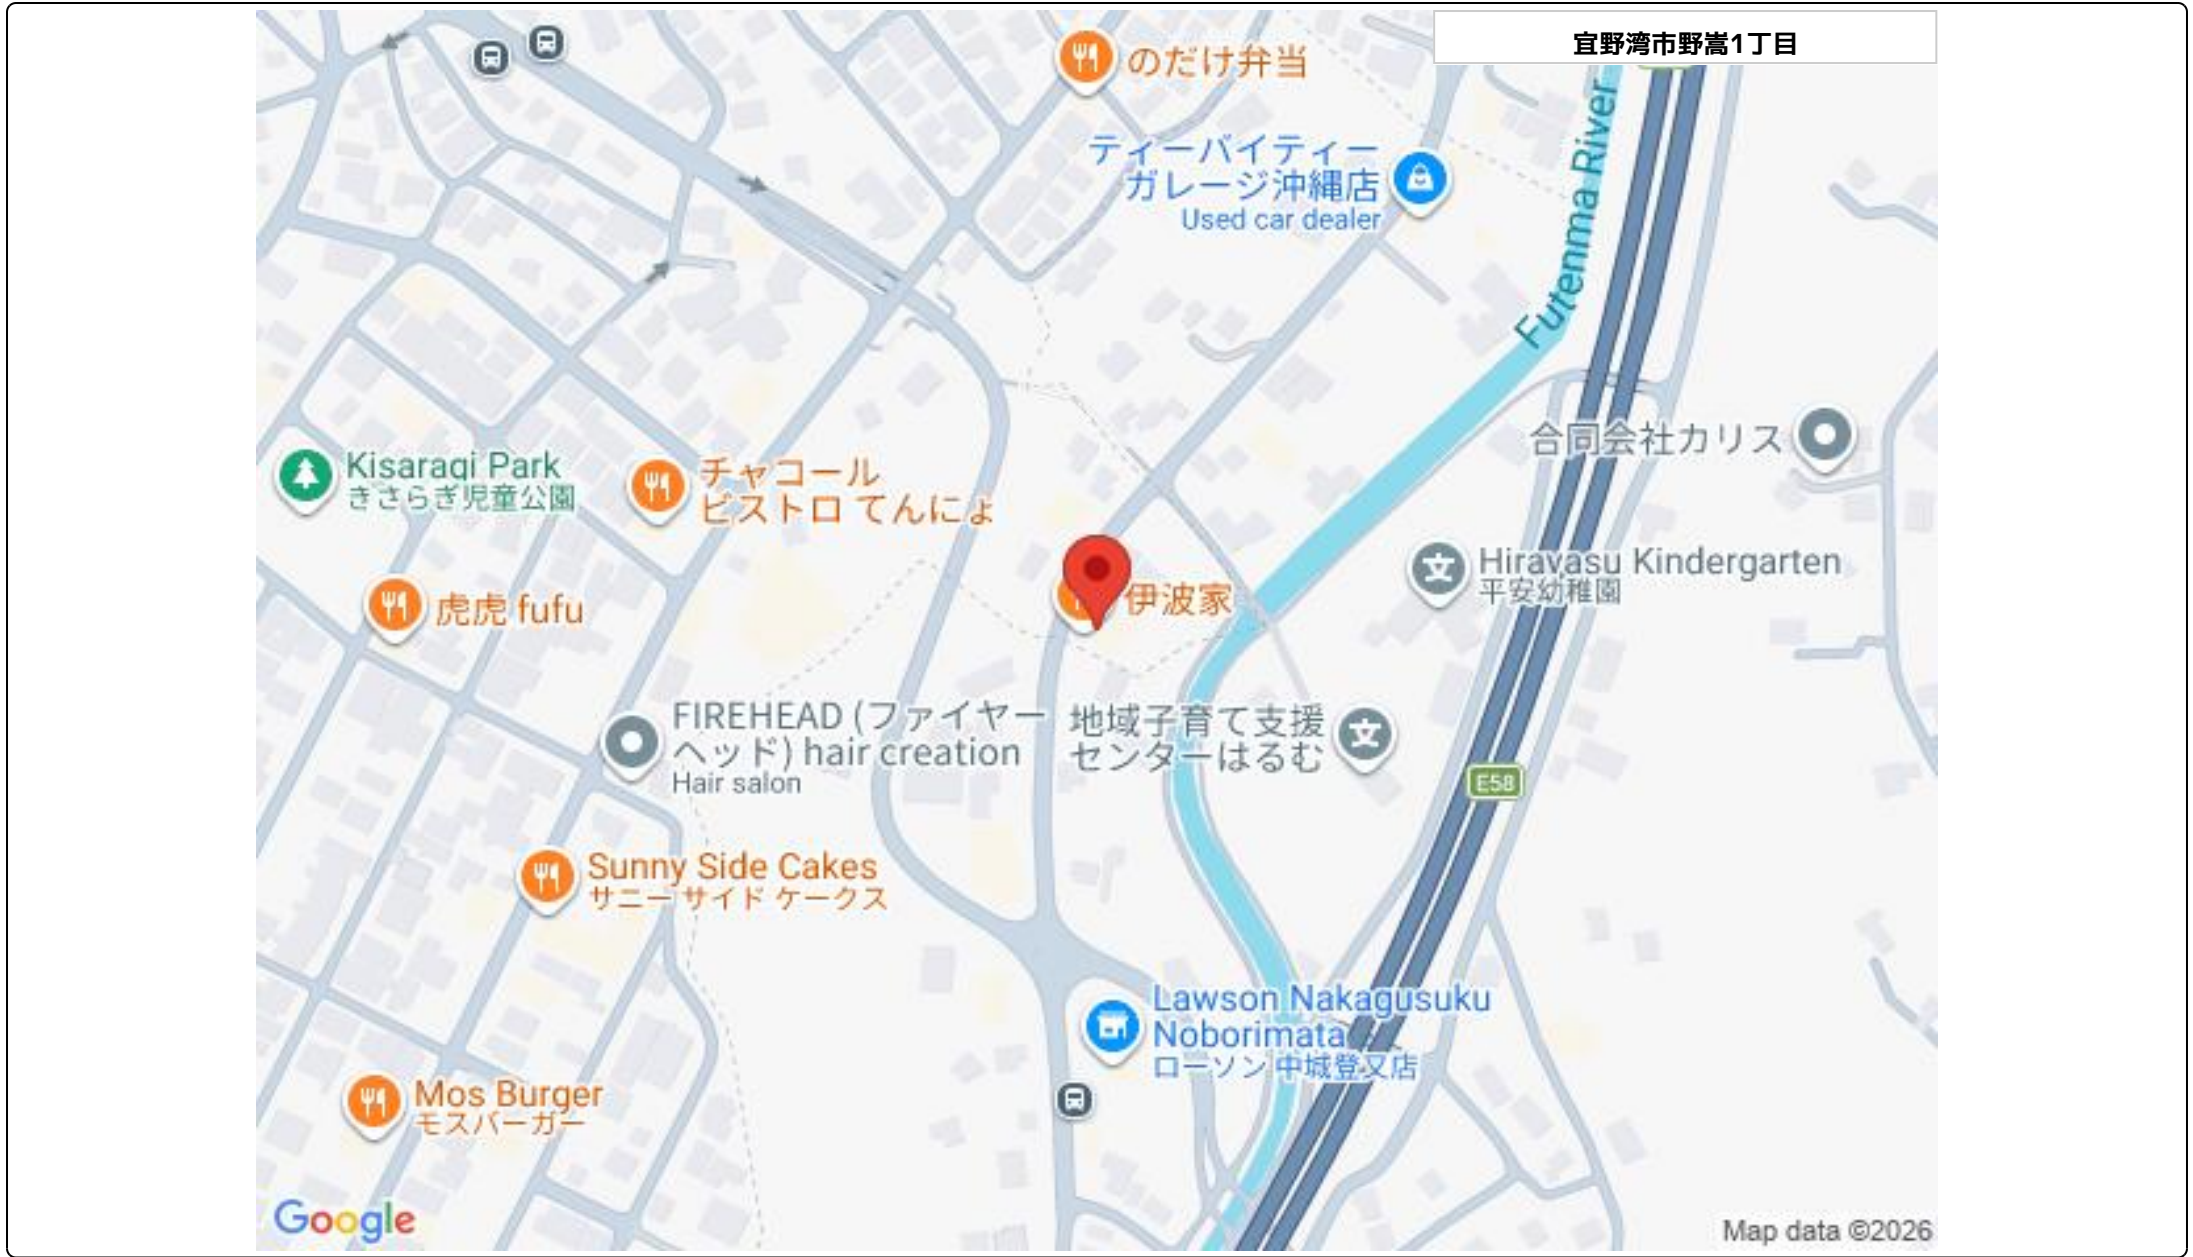 宜野湾市野嵩1丁目
のだけ弁当
ティーバイティー
ガレージ沖縄店
Used car dealer
Futenma River
合同会社カリス
Kisaragi Park
きさらぎ児童公園
チャコール
ビストロ てんにょ
Hirayasu Kindergarten
平安幼稚園
伊波家
虎虎 fufu
FIREHEAD (ファイヤー
ヘッド) hair creation
Hair salon
地域子育て支援
センターはるむ
E58
Sunny Side Cakes
サニー サイド ケークス
Lawson Nakagusuku
Noborimata
ローソン 中城登又店
Mos Burger
モスバーガー
Google
Map data ©2026